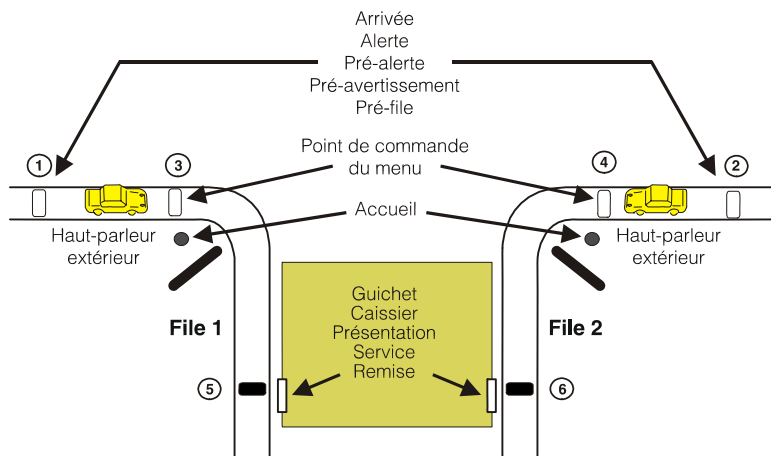 Arrivée
Alerte
Pré-alerte
Pré-avertissement
Pré-file
1
3
Point de commande
du menu
4
2
Haut-parleur
extérieur
Accueil
Haut-parleur
extérieur
File 1
Guichet
Caissier
Présentation
Service
Remise
File 2
5
6